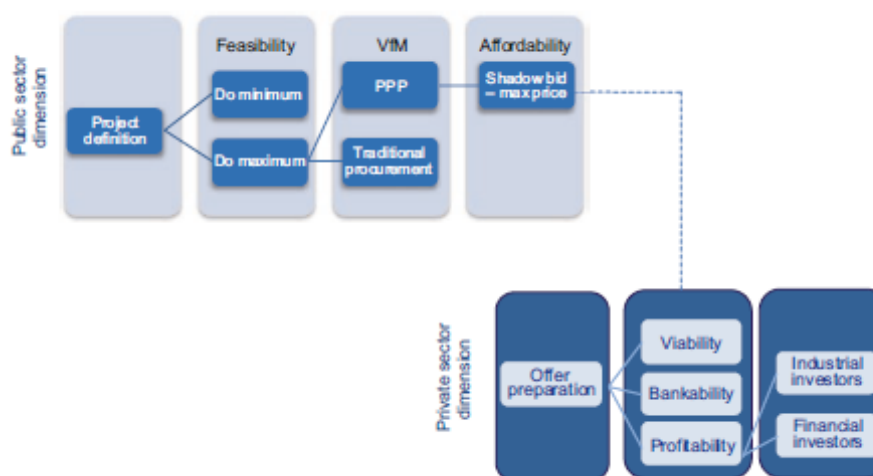 Public sector
dimension
Feasibility
VfM
Affordability
Project
definition
Do minimum
Do maximum
PPP
Traditional
procurement
Shadow bid
– max price
Private sector
dimension
Offer
preparation
Viability
Bankability
Profitability
Industrial
investors
Financial
investors